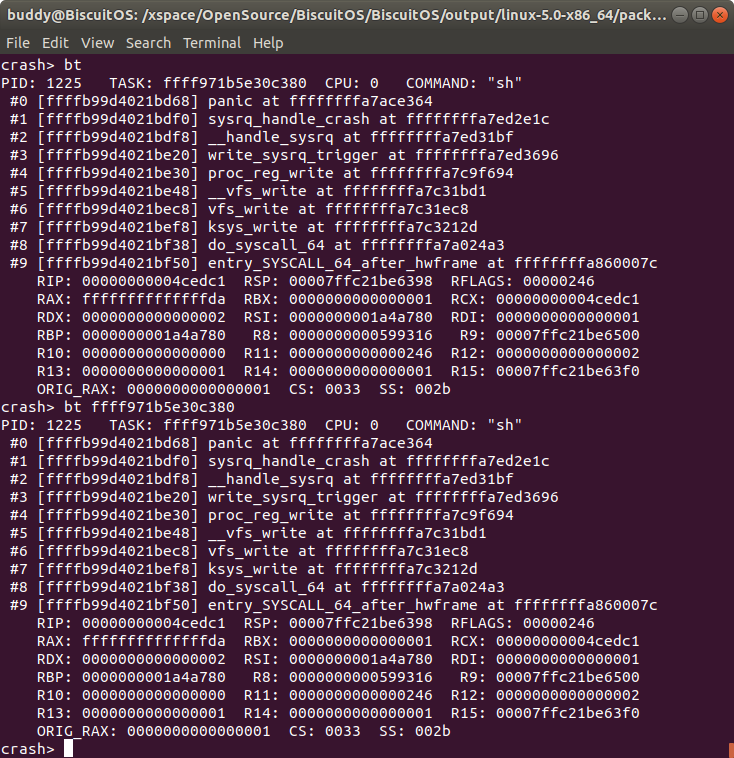 buddy@BiscuitOS: /xspace/OpenSource/BiscuitOS/BiscuitOS/output/linux-5.0-x86_64/pack...
File Edit View Search Terminal Help
crash> bt
PID: 1225   TASK: ffff971b5e30c380  CPU: 0   COMMAND: "sh"
 #0 [ffffb99d4021bd68] panic at ffffffffa7ace364
 #1 [ffffb99d4021bdf0] sysrq_handle_crash at ffffffffa7ed2e1c
 #2 [ffffb99d4021bdf8] __handle_sysrq at ffffffffa7ed31bf
 #3 [ffffb99d4021be20] write_sysrq_trigger at ffffffffa7ed3696
 #4 [ffffb99d4021be30] proc_reg_write at ffffffffa7c9f694
 #5 [ffffb99d4021be48] __vfs_write at ffffffffa7c31bd1
 #6 [ffffb99d4021bec8] vfs_write at ffffffffa7c31ec8
 #7 [ffffb99d4021bef8] ksys_write at ffffffffa7c3212d
 #8 [ffffb99d4021bf38] do_syscall_64 at ffffffffa7a024a3
 #9 [ffffb99d4021bf50] entry_SYSCALL_64_after_hwframe at ffffffffa860007c
    RIP: 00000000004cedc1  RSP: 00007ffc21be6398  RFLAGS: 00000246
    RAX: ffffffffffffffda  RBX: 0000000000000001  RCX: 00000000004cedc1
    RDX: 0000000000000002  RSI: 0000000001a4a780  RDI: 0000000000000001
    RBP: 0000000001a4a780   R8: 0000000000599316   R9: 00007ffc21be6500
    R10: 0000000000000000  R11: 0000000000000246  R12: 0000000000000002
    R13: 0000000000000001  R14: 0000000000000001  R15: 00007ffc21be63f0
    ORIG_RAX: 0000000000000001  CS: 0033  SS: 002b
crash> bt ffff971b5e30c380
PID: 1225   TASK: ffff971b5e30c380  CPU: 0   COMMAND: "sh"
 #0 [ffffb99d4021bd68] panic at ffffffffa7ace364
 #1 [ffffb99d4021bdf0] sysrq_handle_crash at ffffffffa7ed2e1c
 #2 [ffffb99d4021bdf8] __handle_sysrq at ffffffffa7ed31bf
 #3 [ffffb99d4021be20] write_sysrq_trigger at ffffffffa7ed3696
 #4 [ffffb99d4021be30] proc_reg_write at ffffffffa7c9f694
 #5 [ffffb99d4021be48] __vfs_write at ffffffffa7c31bd1
 #6 [ffffb99d4021bec8] vfs_write at ffffffffa7c31ec8
 #7 [ffffb99d4021bef8] ksys_write at ffffffffa7c3212d
 #8 [ffffb99d4021bf38] do_syscall_64 at ffffffffa7a024a3
 #9 [ffffb99d4021bf50] entry_SYSCALL_64_after_hwframe at ffffffffa860007c
    RIP: 00000000004cedc1  RSP: 00007ffc21be6398  RFLAGS: 00000246
    RAX: ffffffffffffffda  RBX: 0000000000000001  RCX: 00000000004cedc1
    RDX: 0000000000000002  RSI: 0000000001a4a780  RDI: 0000000000000001
    RBP: 0000000001a4a780   R8: 0000000000599316   R9: 00007ffc21be6500
    R10: 0000000000000000  R11: 0000000000000246  R12: 0000000000000002
    R13: 0000000000000001  R14: 0000000000000001  R15: 00007ffc21be63f0
    ORIG_RAX: 0000000000000001  CS: 0033  SS: 002b
crash>